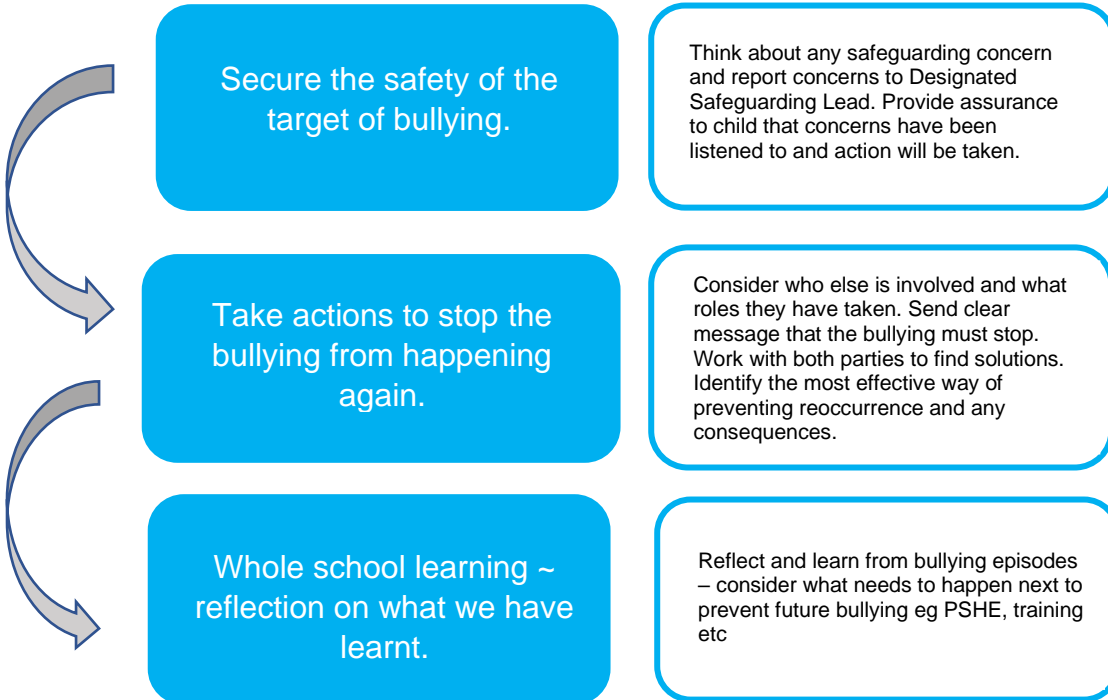 Secure the safety of the
target of bullying.
Think about any safeguarding concern
and report concerns to Designated
Safeguarding Lead. Provide assurance
to child that concerns have been
listened to and action will be taken.
Take actions to stop the
bullying from happening
again.
Consider who else is involved and what
roles they have taken. Send clear
message that the bullying must stop.
Work with both parties to find solutions.
Identify the most effective way of
preventing reoccurrence and any
consequences.
Whole school learning ~
reflection on what we have
learnt.
Reflect and learn from bullying episodes
– consider what needs to happen next to
prevent future bullying eg PSHE, training
etc